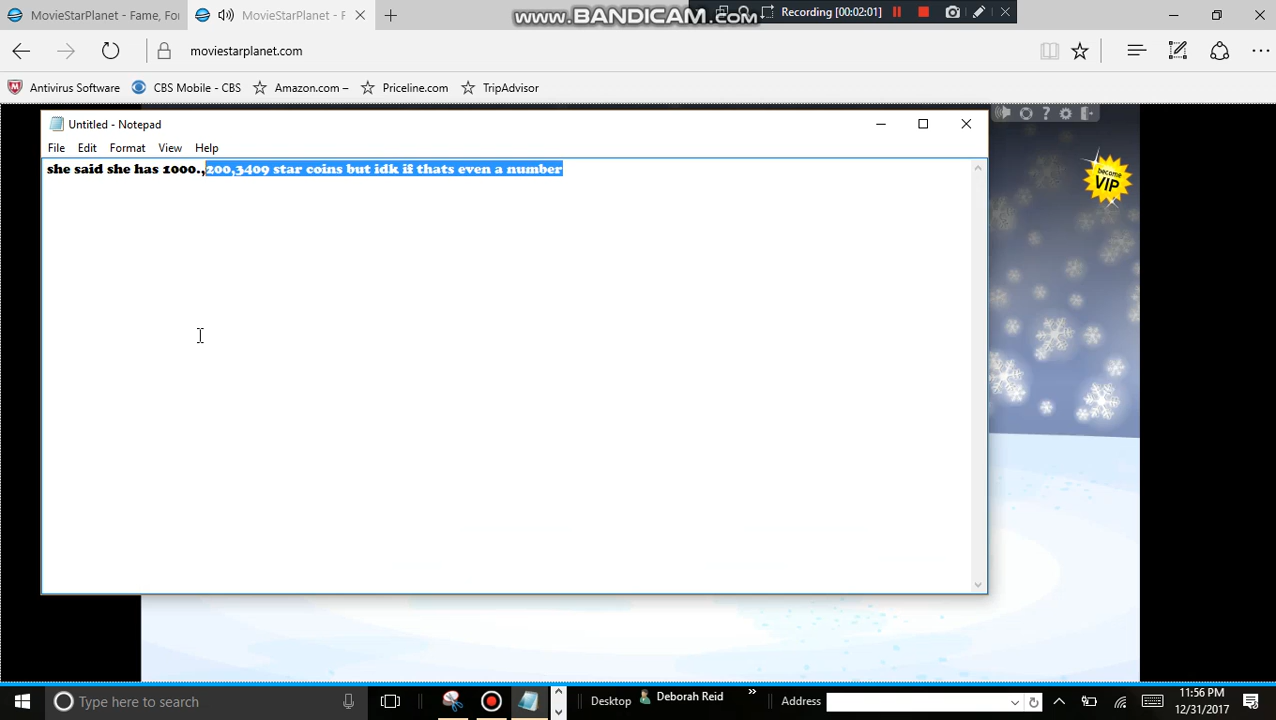 MovieStarPlanet - Fame, For
MovieStarPlanet - F
www.BANDICAM.com
Recording [00:02:01]
moviestarplanet.com
Antivirus Software
CBS Mobile - CBS
Amazon.com –
Priceline.com
TripAdvisor
Untitled - Notepad
File Edit Format View Help
she said she has 1000.,200,3409 star coins but idk if thats even a number
become
VIP
Type here to search
Desktop
Deborah Reid
Address
11:56 PM
12/31/2017